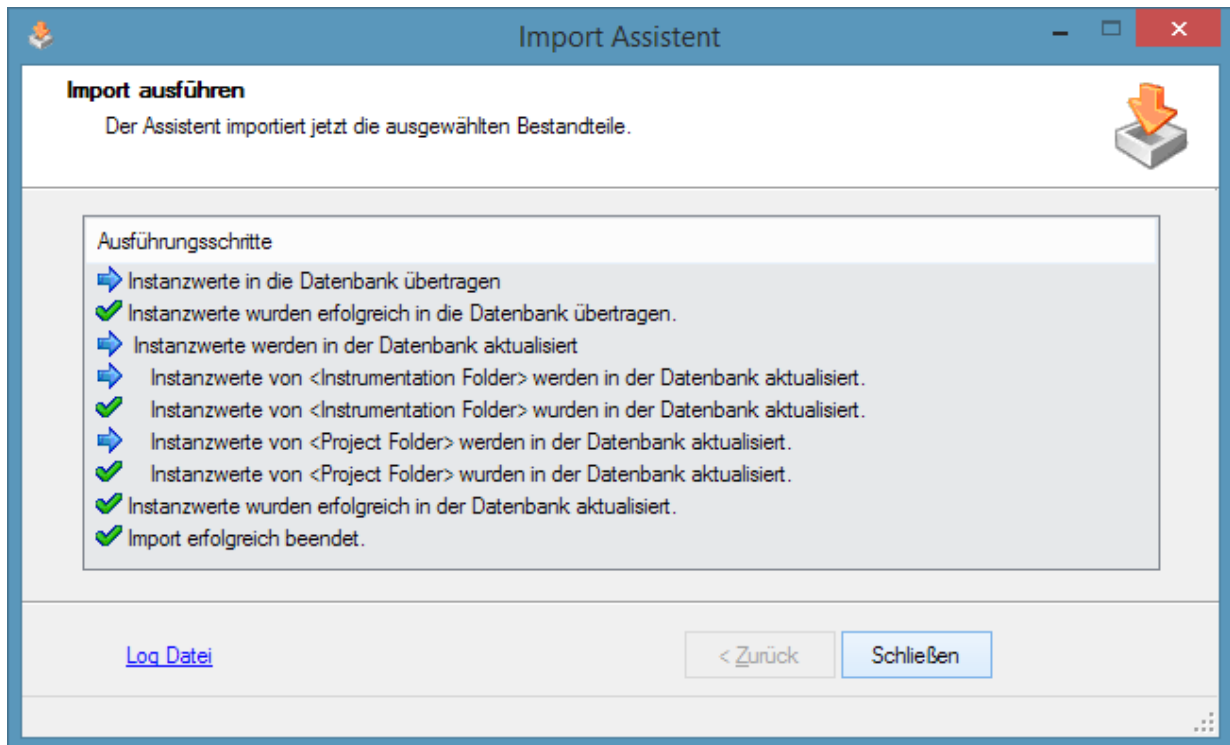 Import Assistent
Import ausführen
Der Assistent importiert jetzt die ausgewählten Bestandteile.
Ausführungsschritte
Instanzwerte in die Datenbank übertragen
Instanzwerte wurden erfolgreich in die Datenbank übertragen.
Instanzwerte werden in der Datenbank aktualisiert
Instanzwerte von <Instrumentation Folder> werden in der Datenbank aktualisiert.
Instanzwerte von <Instrumentation Folder> wurden in der Datenbank aktualisiert.
Instanzwerte von <Project Folder> werden in der Datenbank aktualisiert.
Instanzwerte von <Project Folder> wurden in der Datenbank aktualisiert.
Instanzwerte wurden erfolgreich in der Datenbank aktualisiert.
Import erfolgreich beendet.
Log Datei
< Zurück
Schließen